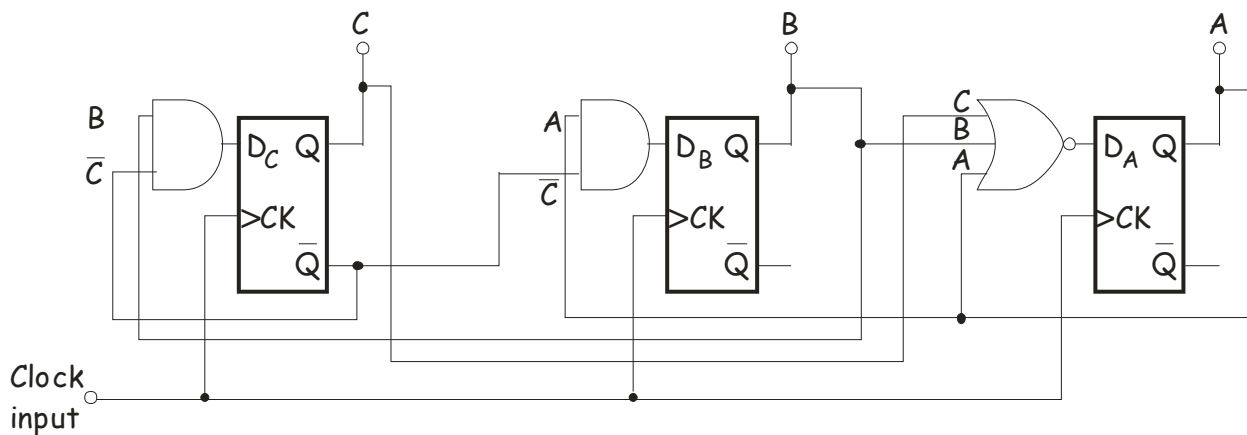 C B A
B C̅ D_C Q >CK Q̅
A C̅ D_B Q >CK Q̅
C B A D_A Q >CK Q̅
Clock
input